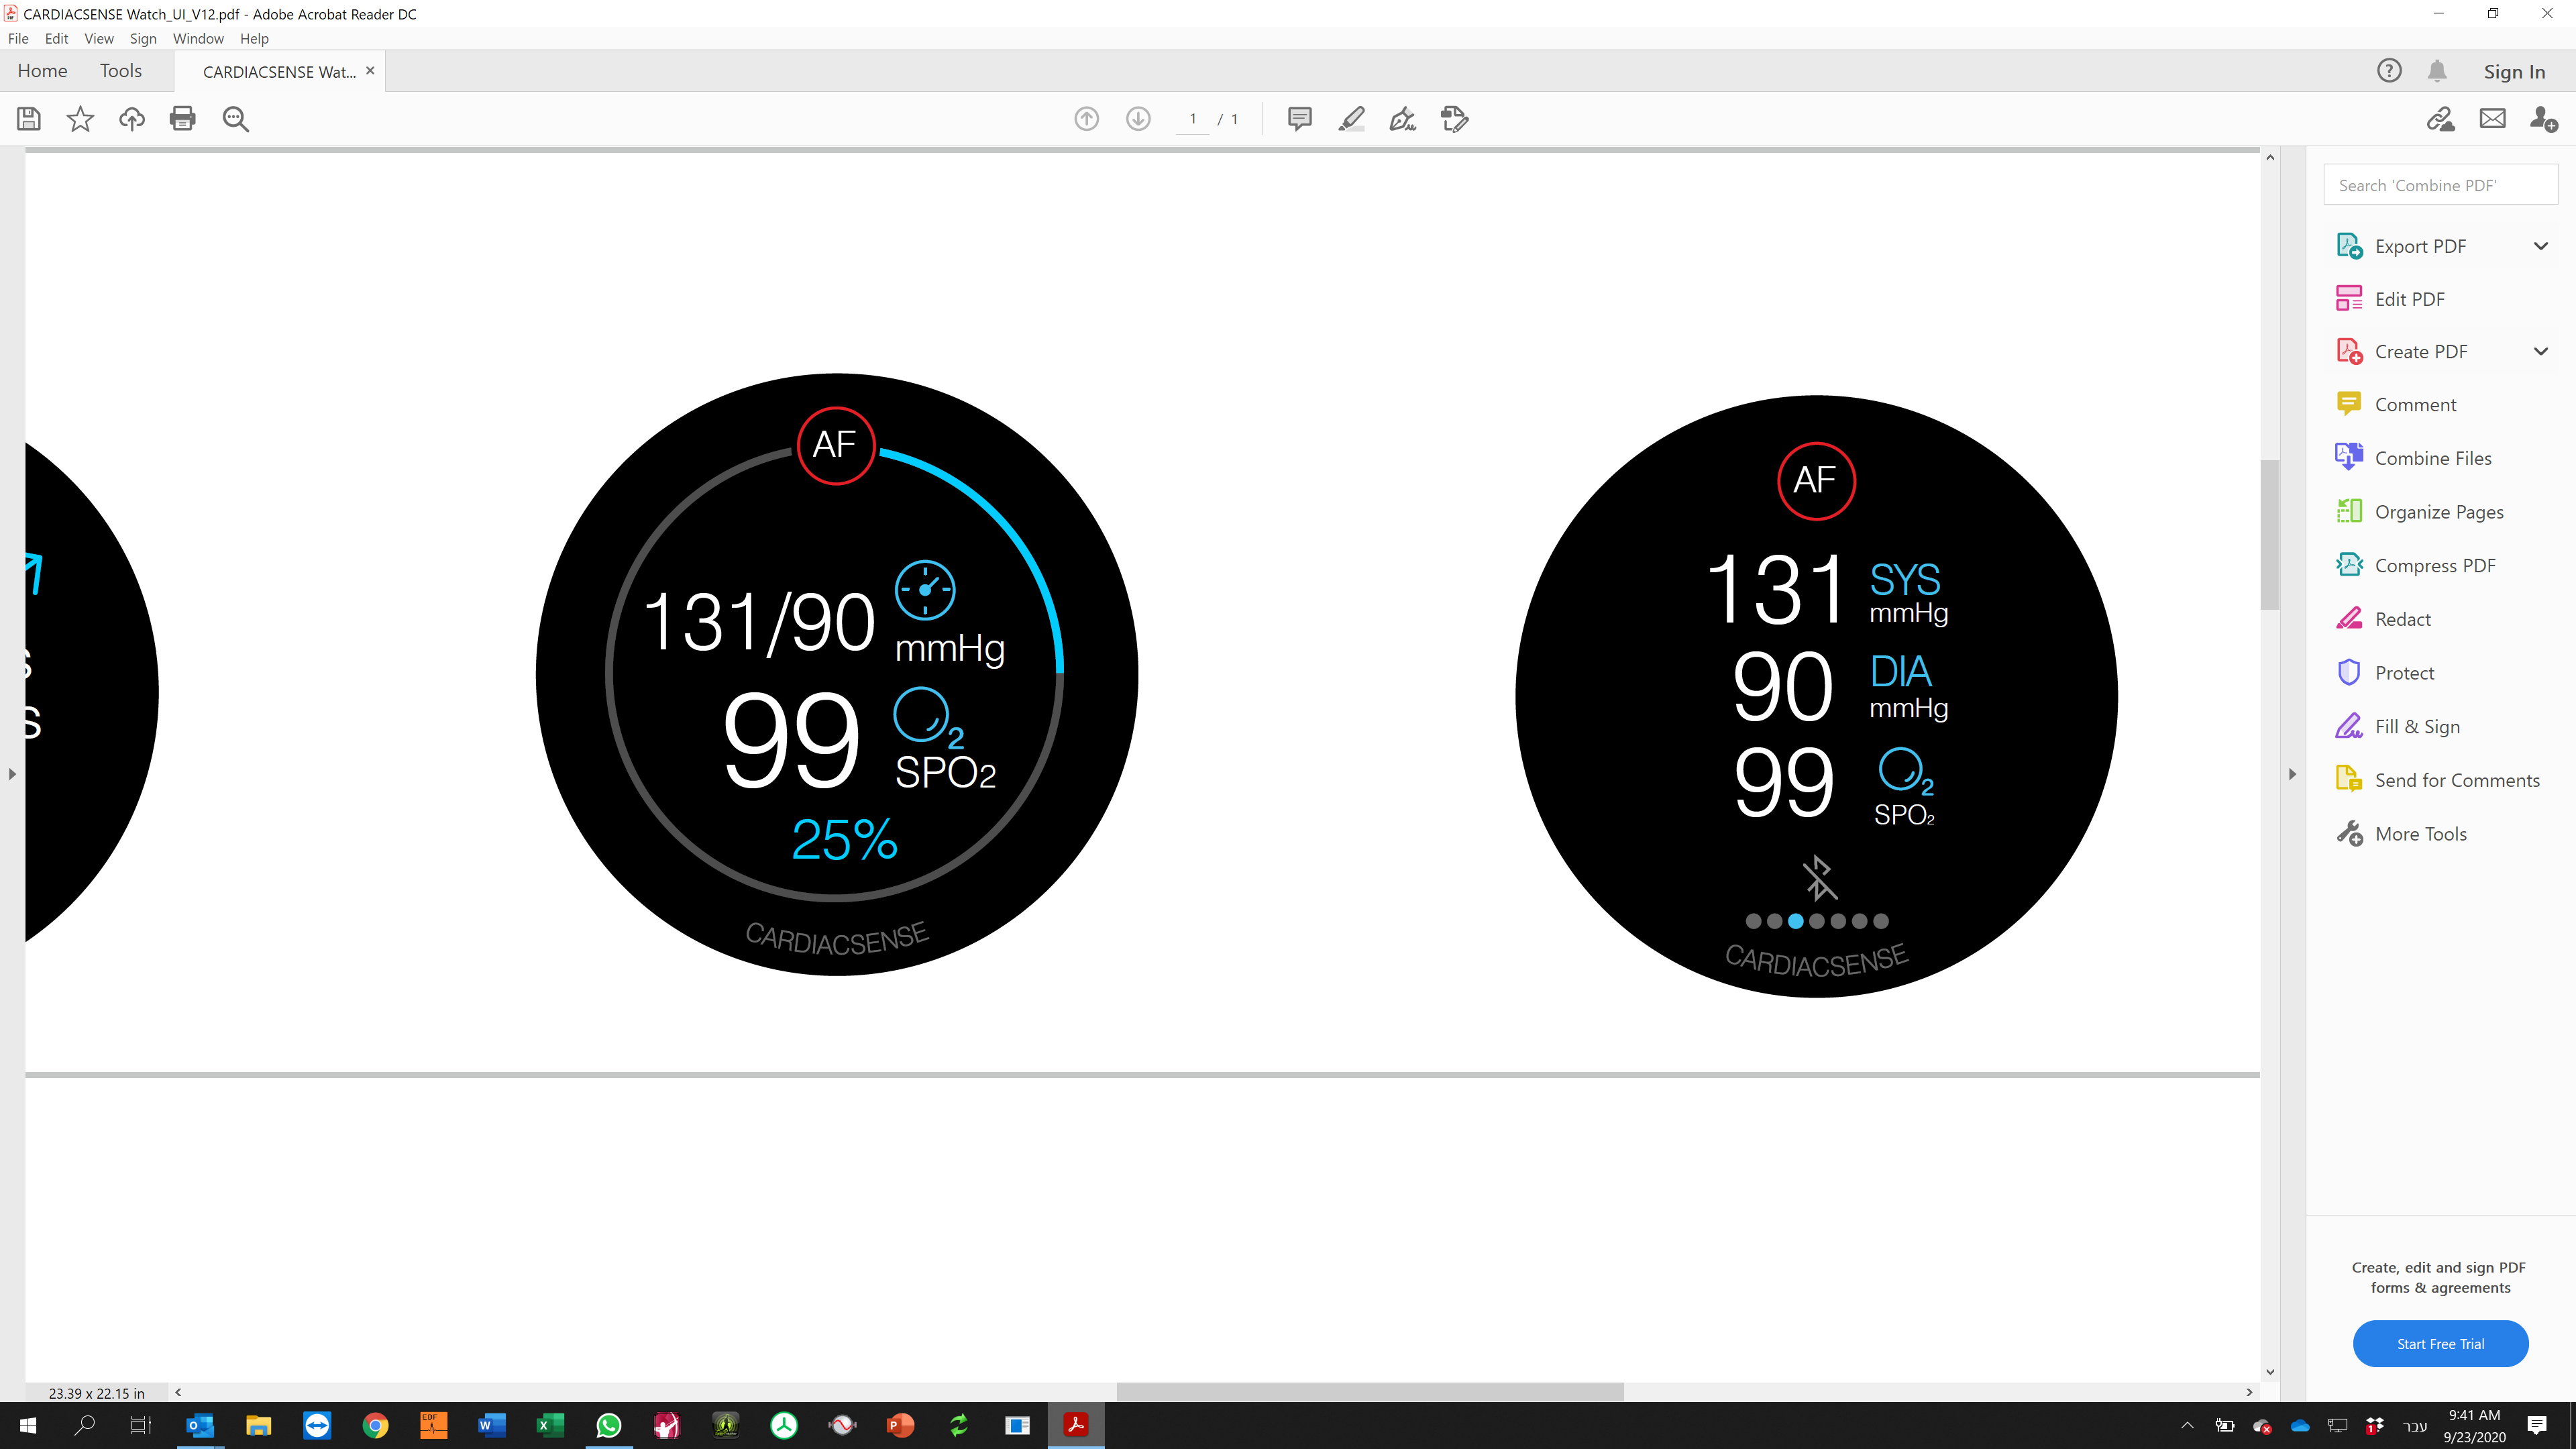 CARDIACSENSE Watch_UI_V12.pdf - Adobe Acrobat Reader DC
File Edit View Sign Window Help
Home Tools CARDIACSENSE Wat... ×
Sign In
1 / 1
Search 'Combine PDF'
Export PDF
Edit PDF
Create PDF
Comment
Combine Files
Organize Pages
Compress PDF
Redact
Protect
Fill & Sign
Send for Comments
More Tools
Create, edit and sign PDF
forms & agreements
Start Free Trial
S
AF
131/90 mmHg
99 2
SPO2
25%
CARDIACSENSE
AF
131 SYS
mmHg
90 DIA
mmHg
99 2
SPO2
CARDIACSENSE
23.39 x 22.15 in
עבר
9:41 AM
9/23/2020